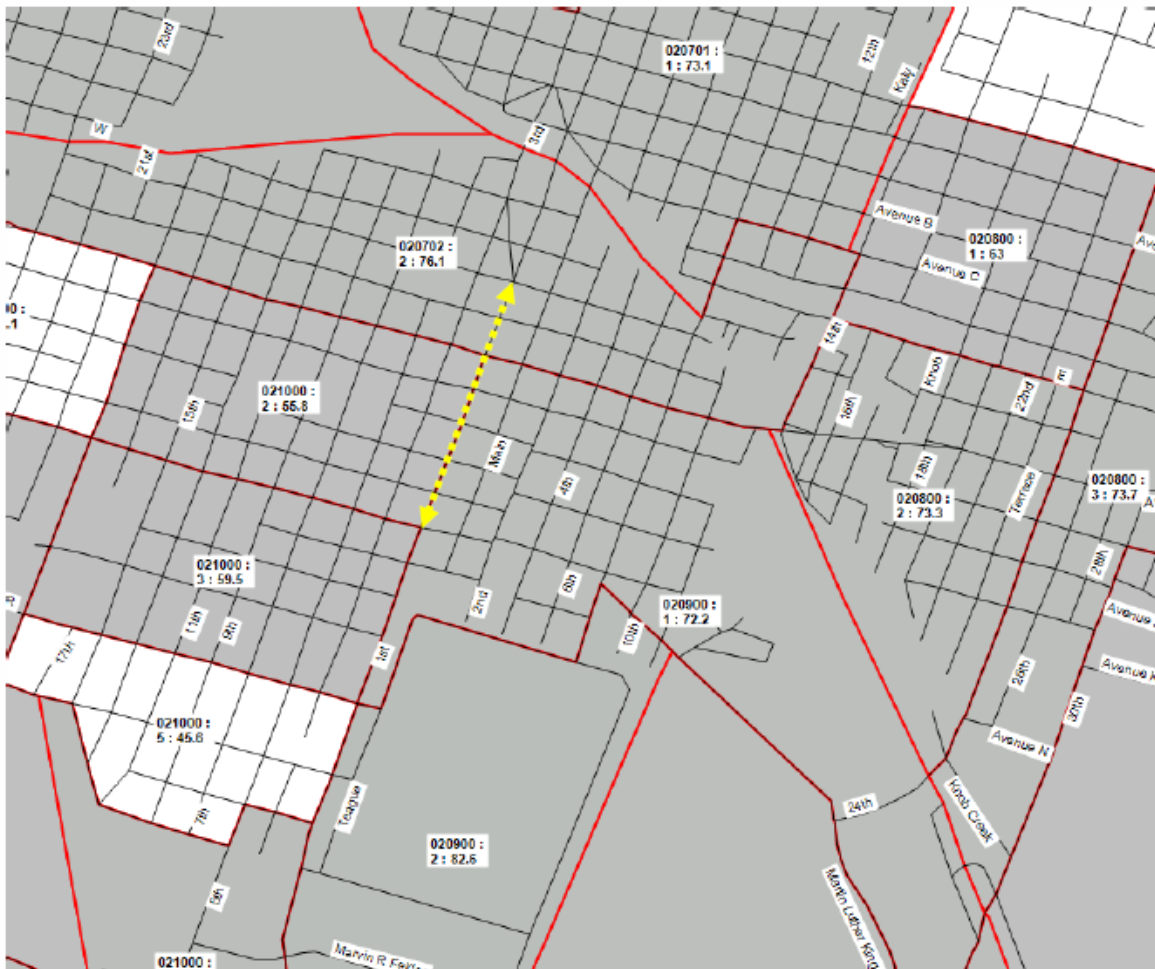 23rd
020701 :
1 : 73.1
12th
Katy
W
21st
3rd
Avenue B
020702 :
2 : 76.1
020800 :
1 : 63
Avenue C
14th
Knob
M
22nd
021000 :
2 : 55.8
15th
16th
Main
4th
18th
Terrace
020800 :
2 : 73.3
020800 :
3 : 73.7
28th
021000 :
3 : 59.5
2nd
6th
020900 :
1 : 72.2
11th
9th
10th
1st
17th
26th
30th
021000 :
5 : 45.6
Avenue N
Teague
7th
24th
Knob Creek
020900 :
2 : 82.6
5th
Martin Luther King
Marvin R Felder
021000 :